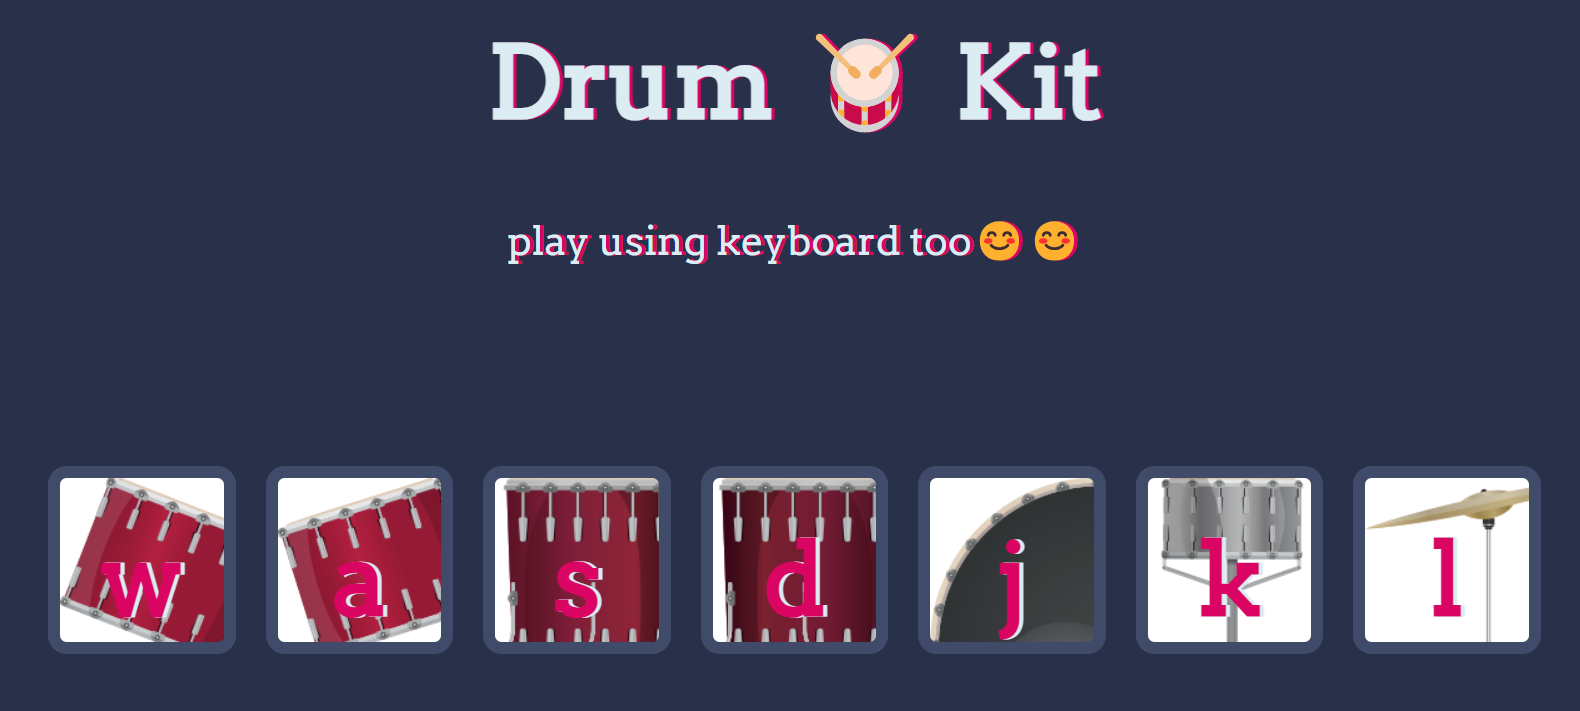 Drum 🥁 Kit
play using keyboard too😊 😊
w a s d j k l